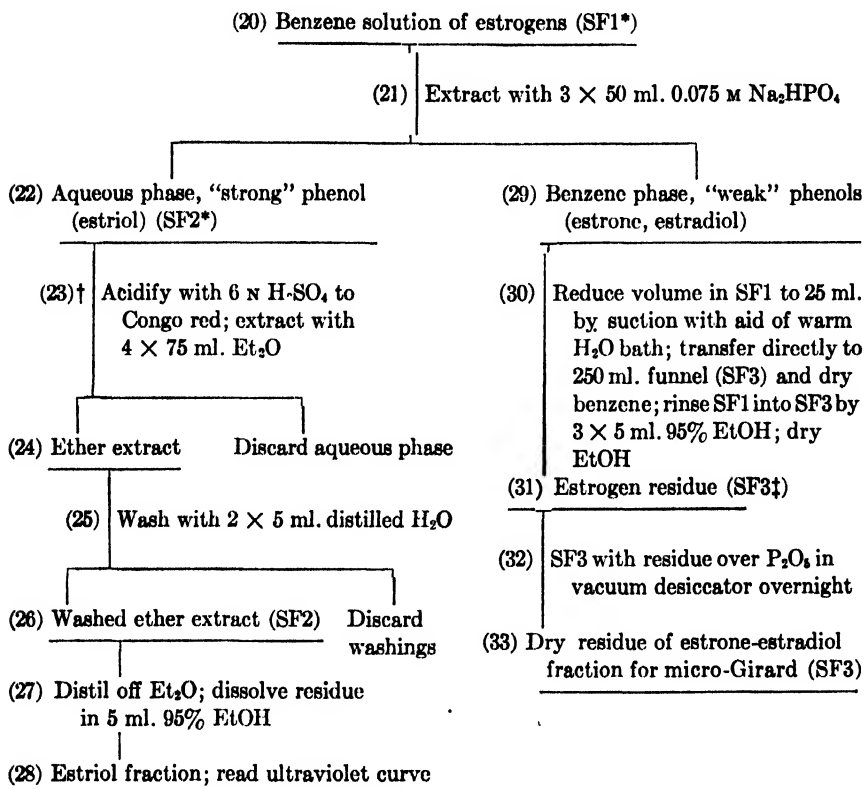 (20) Benzene solution of estrogens (SF1*)
(21) Extract with 3 × 50 ml. 0.075 M Na₂HPO₄
(22) Aqueous phase, "strong" phenol
(estriol) (SF2*)
(23)† Acidify with 6 N H·SO₄ to
Congo red; extract with
4 × 75 ml. Et₂O
(24) Ether extract
Discard aqueous phase
(25) Wash with 2 × 5 ml. distilled H₂O
(26) Washed ether extract (SF2)
Discard
washings
(27) Distil off Et₂O; dissolve residue
in 5 ml. 95% EtOH
(28) Estriol fraction; read ultraviolet curve
(29) Benzene phase, "weak" phenols
(estrone, estradiol)
(30) Reduce volume in SF1 to 25 ml.
by suction with aid of warm
H₂O bath; transfer directly to
250 ml. funnel (SF3) and dry
benzene; rinse SF1 into SF3 by
3 × 5 ml. 95% EtOH; dry
EtOH
(31) Estrogen residue (SF3‡)
(32) SF3 with residue over P₂O₅ in
vacuum desiccator overnight
(33) Dry residue of estrone-estradiol
fraction for micro-Girard (SF3)